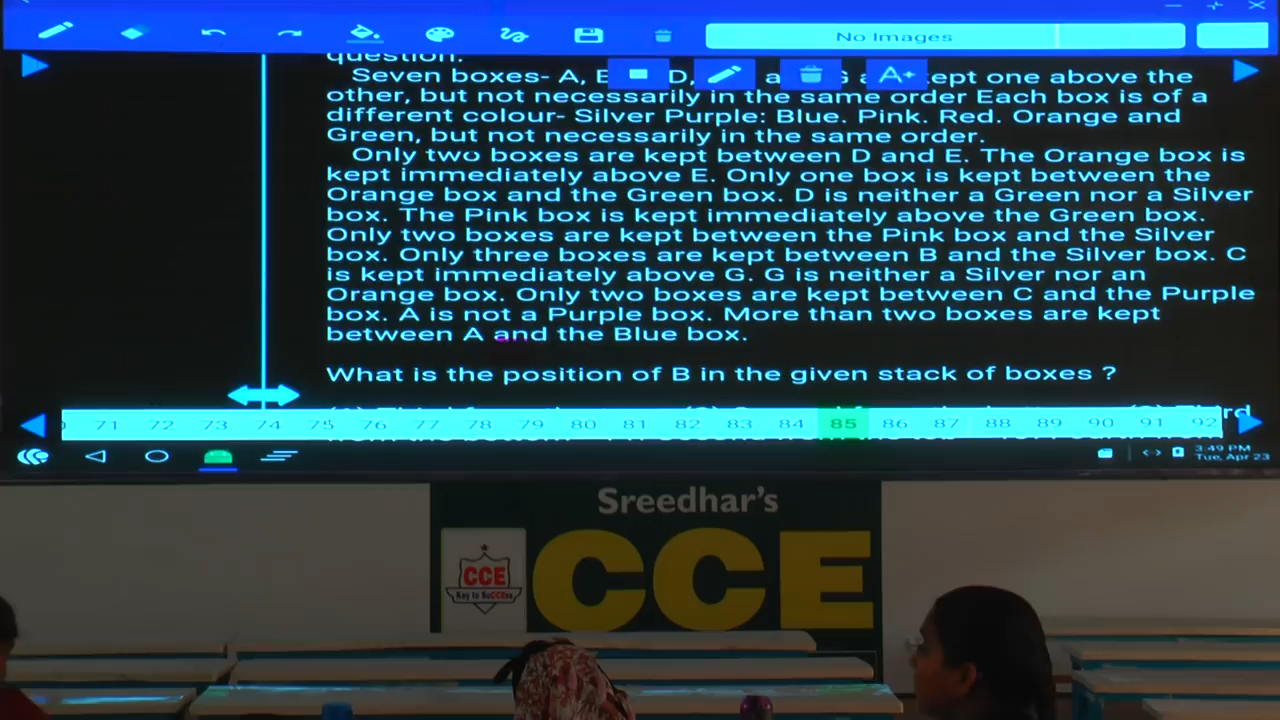 No Images
question.
Seven boxes- A, D, a G kept one above the
other, but not necessarily in the same order Each box is of a
different colour- Silver Purple: Blue. Pink. Red. Orange and
Green, but not necessarily in the same order.
Only two boxes are kept between D and E. The Orange box is
kept immediately above E. Only one box is kept between the
Orange box and the Green box. D is neither a Green nor a Silver
box. The Pink box is kept immediately above the Green box.
Only two boxes are kept between the Pink box and the Silver
box. Only three boxes are kept between B and the Silver box. C
is kept immediately above G. G is neither a Silver nor an
Orange box. Only two boxes are kept between C and the Purple
box. A is not a Purple box. More than two boxes are kept
between A and the Blue box.
What is the position of B in the given stack of boxes ?
71 72 73 74 75 76 77 78 79 80 81 82 83 84 85 86 87 88 89 90 91 92
3:49 PM
Tue, Apr 23
Sreedhar's
CCE
CCE
Key to SuCCEss